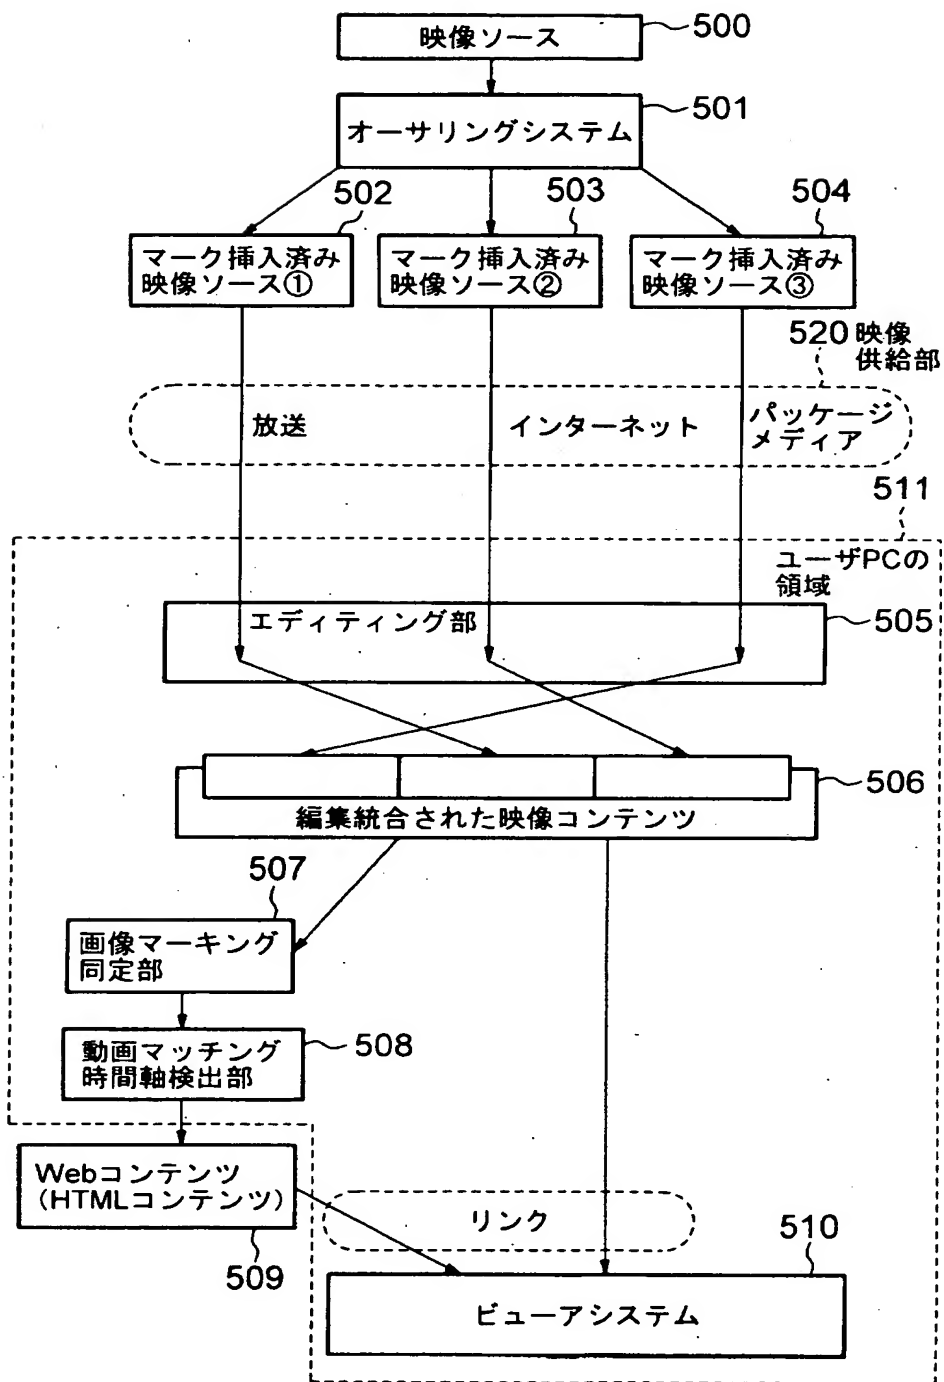 映像ソース
500
オーサリングシステム
501
502
503
504
マーク挿入済み
映像ソース①
マーク挿入済み
映像ソース②
マーク挿入済み
映像ソース③
520 映像
供給部
放送
インターネット
パッケージ
メディア
511
ユーザPCの
領域
エディティング部
505
506
編集統合された映像コンテンツ
507
画像マーキング
同定部
動画マッチング
時間軸検出部
508
Webコンテンツ
(HTMLコンテンツ)
509
リンク
510
ビューアシステム